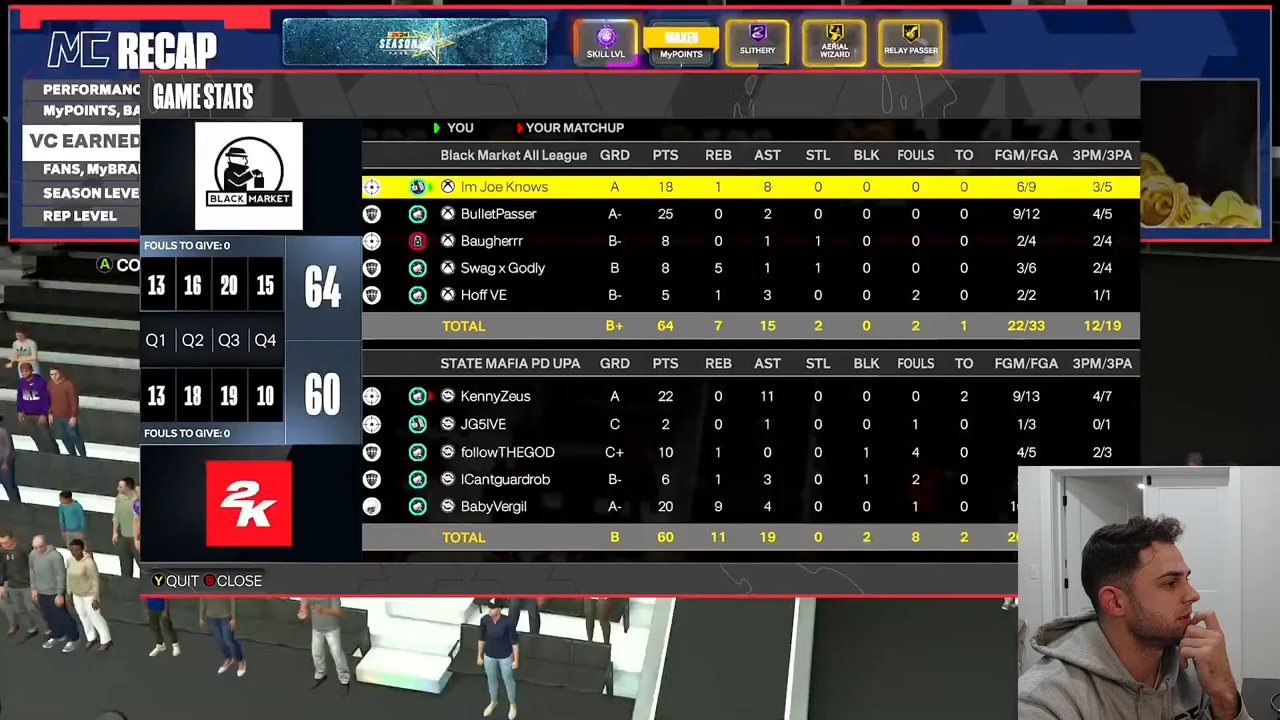 MC RECAP
2K24 SEASON
SKILL LVL
MAXED
MyPOINTS
SLITHERY
AERIAL WIZARD
RELAY PASSER
PERFORMANC
MyPOINTS, BA
VC EARNED
FANS, MyBRA
SEASON LEVE
REP LEVEL
A CO
GAME STATS
YOU YOUR MATCHUP
BLACK MARKET
Black Market All League GRD PTS REB AST STL BLK FOULS TO FGM/FGA 3PM/3PA
Im Joe Knows A 18 1 8 0 0 0 0 6/9 3/5
BulletPasser A- 25 0 2 0 0 0 0 9/12 4/5
Baugherrr B- 8 0 1 1 0 0 0 2/4 2/4
Swag x Godly B 8 5 1 1 0 0 0 3/6 2/4
Hoff VE B- 5 1 3 0 0 2 0 2/2 1/1
TOTAL B+ 64 7 15 2 0 2 1 22/33 12/19
FOULS TO GIVE: 0
13 16 20 15 64
Q1 Q2 Q3 Q4
13 18 19 10 60
FOULS TO GIVE: 0
2K
STATE MAFIA PD UPA GRD PTS REB AST STL BLK FOULS TO FGM/FGA 3PM/3PA
KennyZeus A 22 0 11 0 0 0 2 9/13 4/7
JG5IVE C 2 0 1 0 0 1 0 1/3 0/1
followTHEGOD C+ 10 1 0 0 1 4 0 4/5 2/3
ICantguardrob B- 6 1 3 0 1 2 0
BabyVergil A- 20 9 4 0 0 1 0
TOTAL B 60 11 19 0 2 8 2
Y QUIT B CLOSE